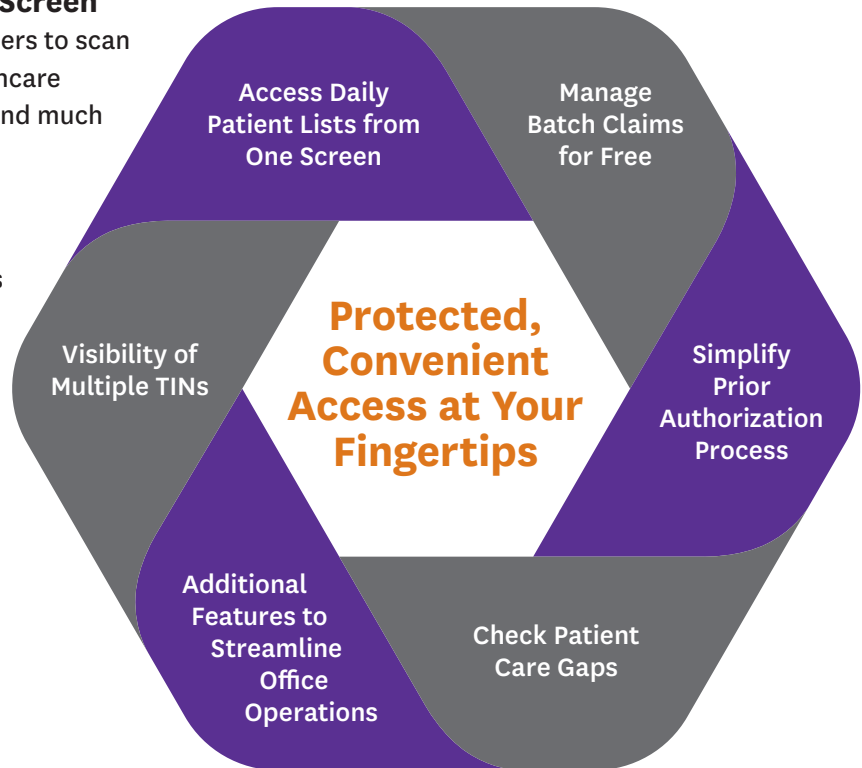 Screen
ers to scan
ncare
nd much
s
Access Daily
Patient Lists from
One Screen
Manage
Batch Claims
for Free
Simplify
Prior
Authorization
Process
Check Patient
Care Gaps
Additional
Features to
Streamline
Office
Operations
Visibility of
Multiple TINs
Protected,
Convenient
Access at Your
Fingertips